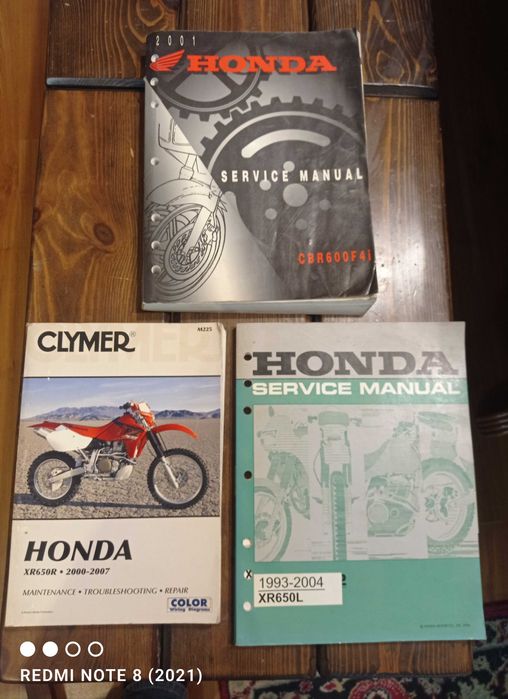 2001
HONDA
SERVICE MANUAL
CBR600F4i
CLYMER®
M225
HONDA
XR650R • 2000-2007
MAINTENANCE • TROUBLESHOOTING • REPAIR
COLOR
Wiring Diagrams
HONDA
SERVICE MANUAL
1993-2004
XR650L
REDMI NOTE 8 (2021)